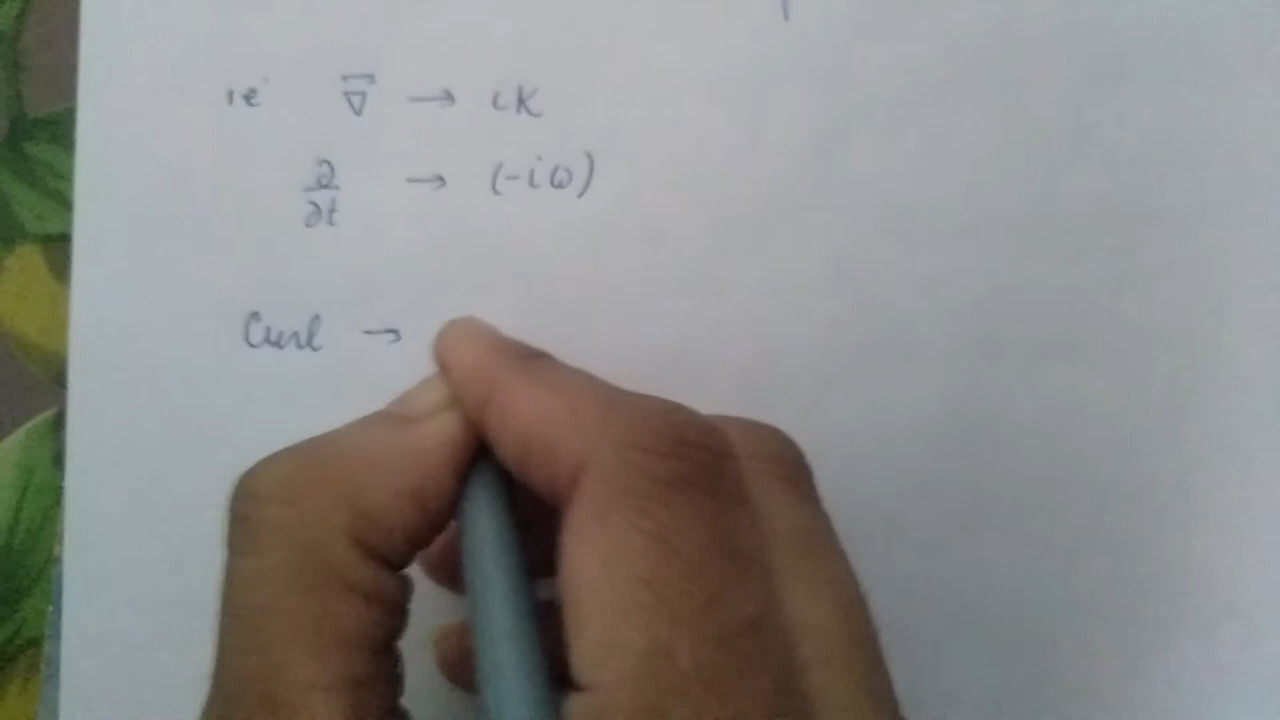 ie ∇⃗ → ik
∂/∂t → (-iω)
Curl →